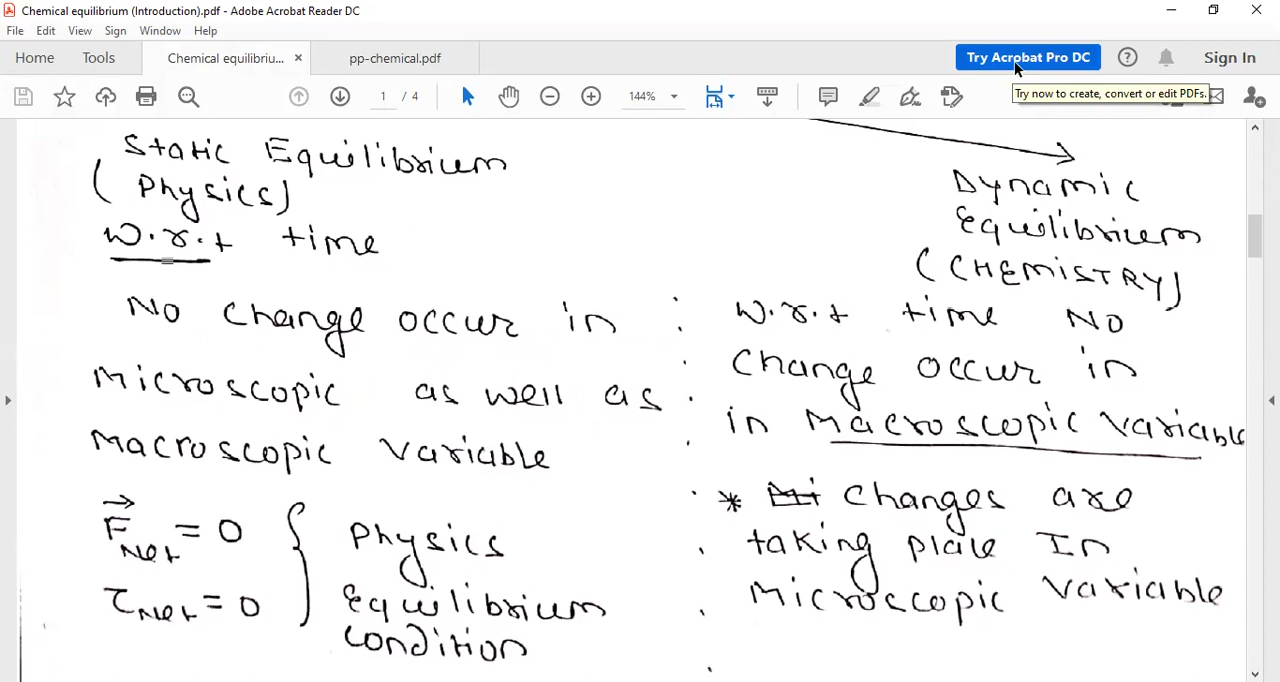 Chemical equilibrium (Introduction).pdf - Adobe Acrobat Reader DC
File Edit View Sign Window Help
Home Tools Chemical equilibriu... × pp-chemical.pdf Try Acrobat Pro DC Sign In
1 / 4 144% Try now to create, convert or edit PDFs.
Static Equilibrium
(Physics)
w.r.t time
No change occur in
Microscopic as well as
Macroscopic variable
F Net = 0
τ Net = 0
Physics
Equilibrium
condition
Dynamic
Equilibrium
(CHEMISTRY)
w.r.t time No
change occur in
in Macroscopic variable
* Changes are
taking place In
Microscopic variable